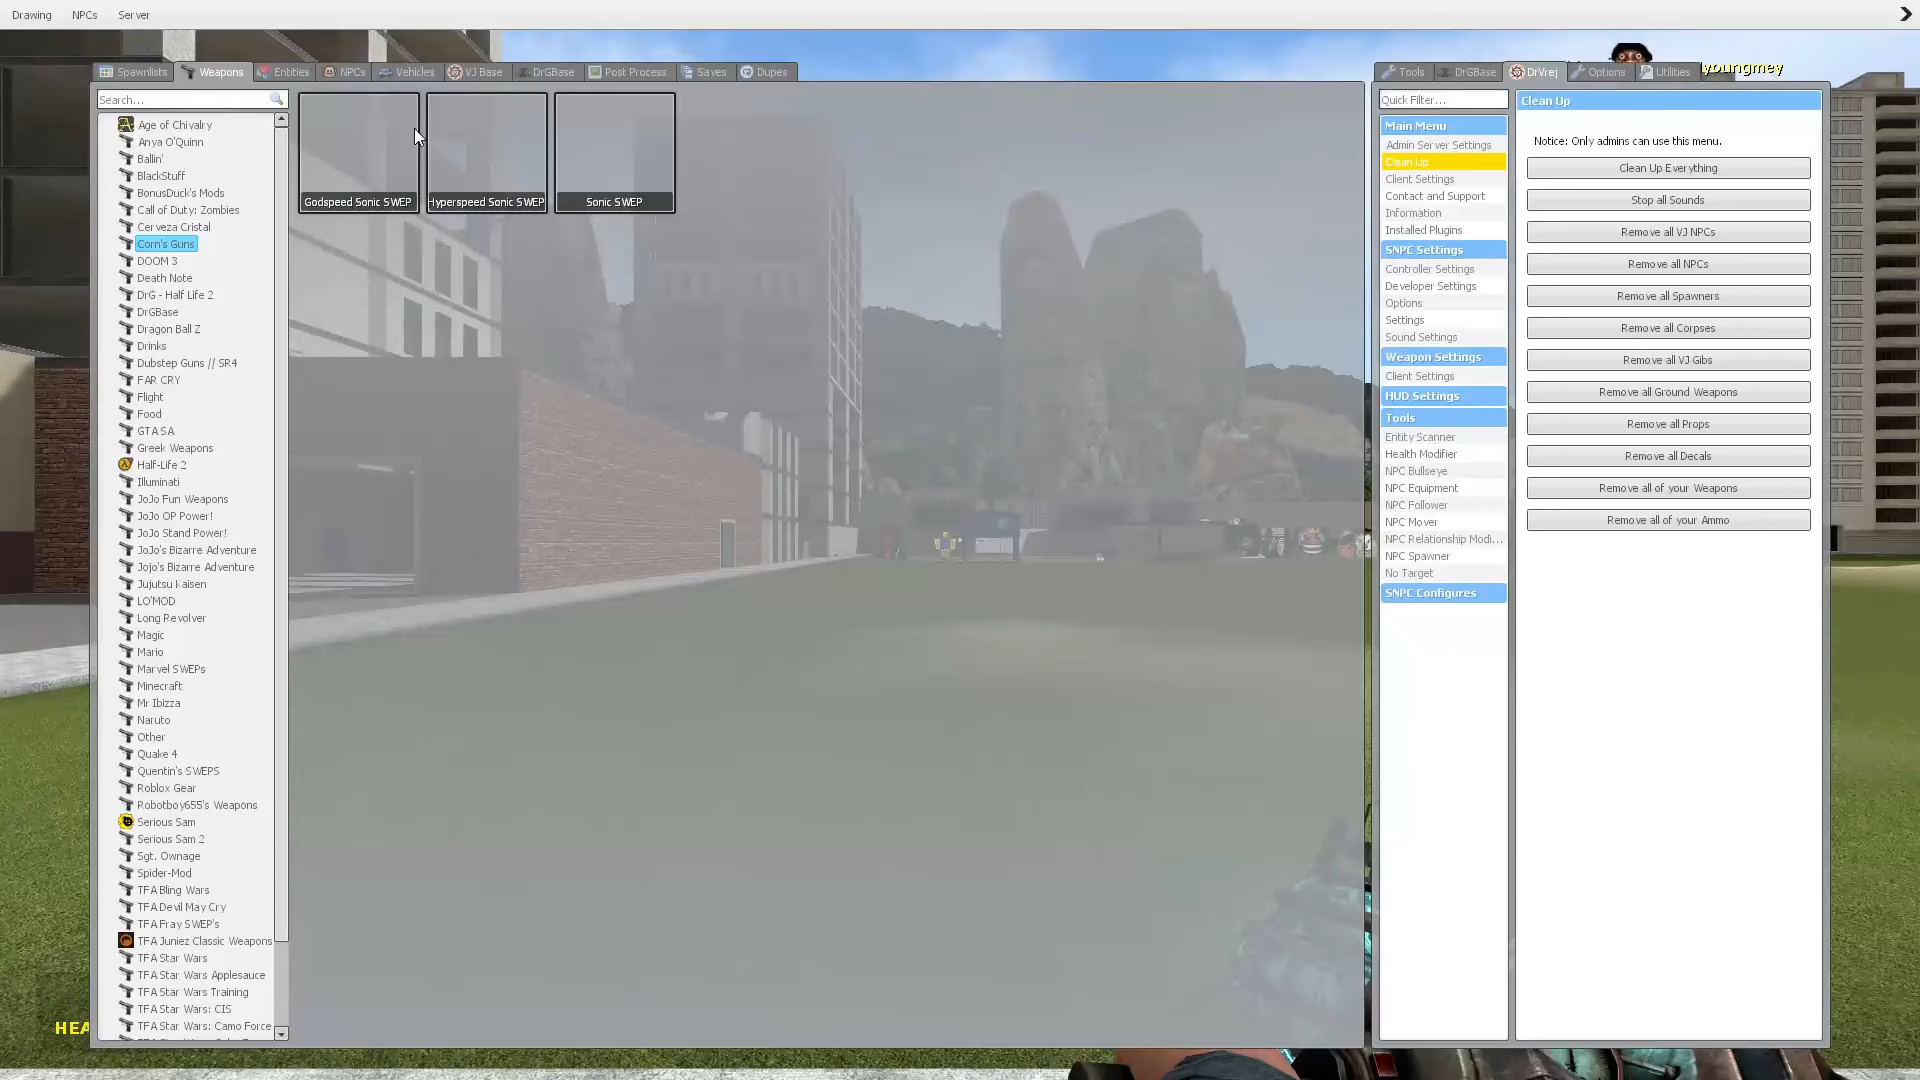 Drawing NPCs Server
Spawnlists Weapons Entities NPCs Vehicles VJ Base DrGBase Post Process Saves Dupes
Tools DrGBase DrVrej Options Utilities
youngmey
Search...
Age of Chivalry
Anya O'Quinn
Ballin'
BlackStuff
BonusDuck's Mods
Call of Duty: Zombies
Cerveza Cristal
Corn's Guns
DOOM 3
Death Note
DrG - Half Life 2
DrGBase
Dragon Ball Z
Drinks
Dubstep Guns // SR4
FAR CRY
Flight
Food
GTA SA
Greek Weapons
Half-Life 2
Illuminati
JoJo Fun Weapons
JoJo OP Power!
JoJo Stand Power!
JoJo's Bizarre Adventure
Jojo's Bizarre Adventure
Jujutsu Kaisen
LO'MOD
Long Revolver
Magic
Mario
Marvel SWEPs
Minecraft
Mr Ibizza
Naruto
Other
Quake 4
Quentin's SWEPS
Roblox Gear
Robotboy655's Weapons
Serious Sam
Serious Sam 2
Sgt. Ownage
Spider-Mod
TFA Bling Wars
TFA Devil May Cry
TFA Fray SWEP's
TFA Juniez Classic Weapons
TFA Star Wars
TFA Star Wars Applesauce
TFA Star Wars Training
TFA Star Wars: CIS
TFA Star Wars: Camo Force
Godspeed Sonic SWEP
Hyperspeed Sonic SWEP
Sonic SWEP
Quick Filter...
Main Menu
Admin Server Settings
Clean Up
Client Settings
Contact and Support
Information
Installed Plugins
SNPC Settings
Controller Settings
Developer Settings
Options
Settings
Sound Settings
Weapon Settings
Client Settings
HUD Settings
Tools
Entity Scanner
Health Modifier
NPC Bullseye
NPC Equipment
NPC Follower
NPC Mover
NPC Relationship Modi...
NPC Spawner
No Target
SNPC Configures
Clean Up
Notice: Only admins can use this menu.
Clean Up Everything
Stop all Sounds
Remove all VJ NPCs
Remove all NPCs
Remove all Spawners
Remove all Corpses
Remove all VJ Gibs
Remove all Ground Weapons
Remove all Props
Remove all Decals
Remove all of your Weapons
Remove all of your Ammo
HEA